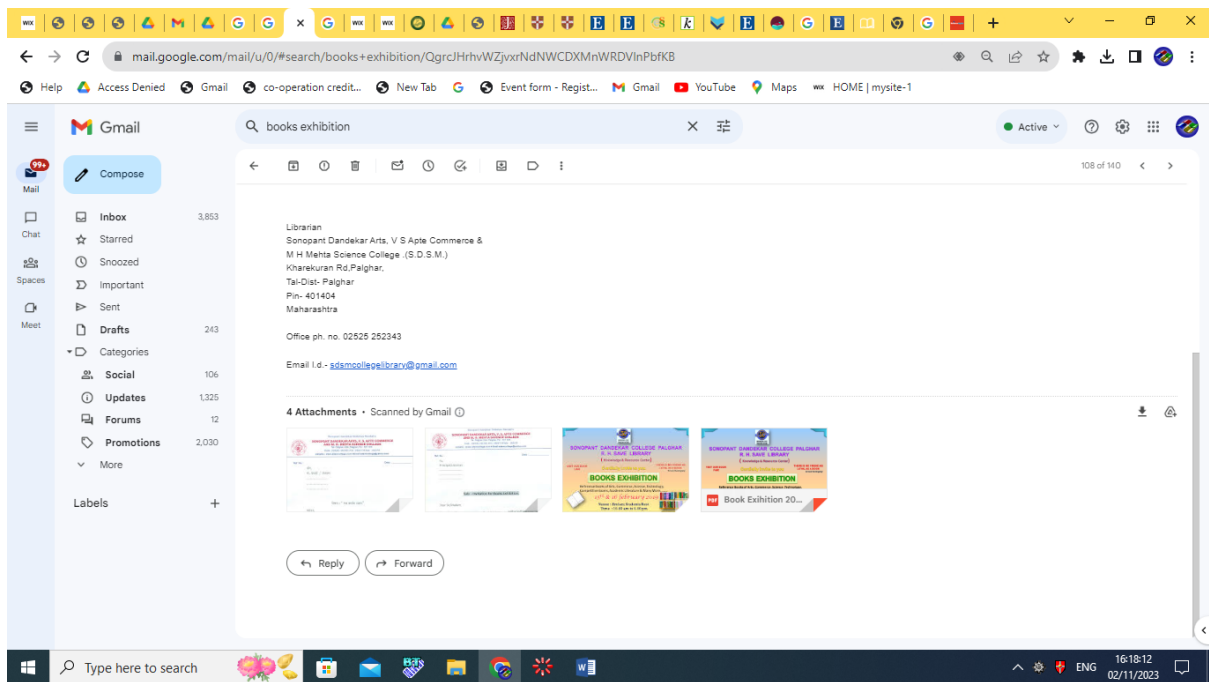 mail.google.com/mail/u/0/#search/books+exhibition/QgrcJHrhvWZjvxrNdNWCDXMnWRDVlnPbfKB
Help Access Denied Gmail co-operation credit... New Tab Event form - Regist... Gmail YouTube Maps HOME | mysite-1
Gmail
books exhibition
Active
99+
Mail
Compose
108 of 140
Chat
Spaces
Meet
Inbox 3,853
Starred
Snoozed
Important
Sent
Drafts 243
Categories
Social 106
Updates 1,325
Forums 12
Promotions 2,030
More
Labels
Librarian
Sonopant Dandekar Arts, V S Apte Commerce &
M H Mehta Science College .(S.D.S.M.)
Kharekuran Rd,Palghar,
Tal-Dist- Palghar
Pin- 401404
Maharashtra
Office ph. no. 02525 252343
Email I.d.- sdsmcollegelibrary@gmail.com
4 Attachments • Scanned by Gmail
SONOPANT DANDEKAR COLLEGE PALGHAR
BOOKS EXHIBITION
SONOPANT DANDEKAR COLLEGE PALGHAR
BOOKS EXHIBITION
PDF Book Exihition 20...
Reply
Forward
Type here to search
ENG
16:18:12
02/11/2023